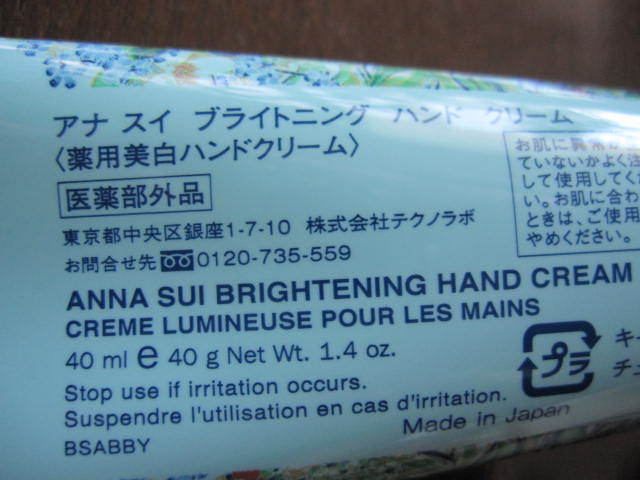 アナ スイ ブライトニング ハンド クリーム
〈薬用美白ハンドクリーム〉
医薬部外品
東京都中央区銀座1-7-10 株式会社テクノラボ
お問合せ先 0120-735-559
ANNA SUI BRIGHTENING HAND CREAM
CREME LUMINEUSE POUR LES MAINS
40 ml e 40 g Net Wt. 1.4 oz.
Stop use if irritation occurs.
Suspendre l'utilisation en cas d'irritation.
BSABBY
Made in Japan
お肌に異常が
ていないかよく注
して使用してくだ
い。お肌に合わ
ときは、ご使用
やめください。
プラ
キ
チュ